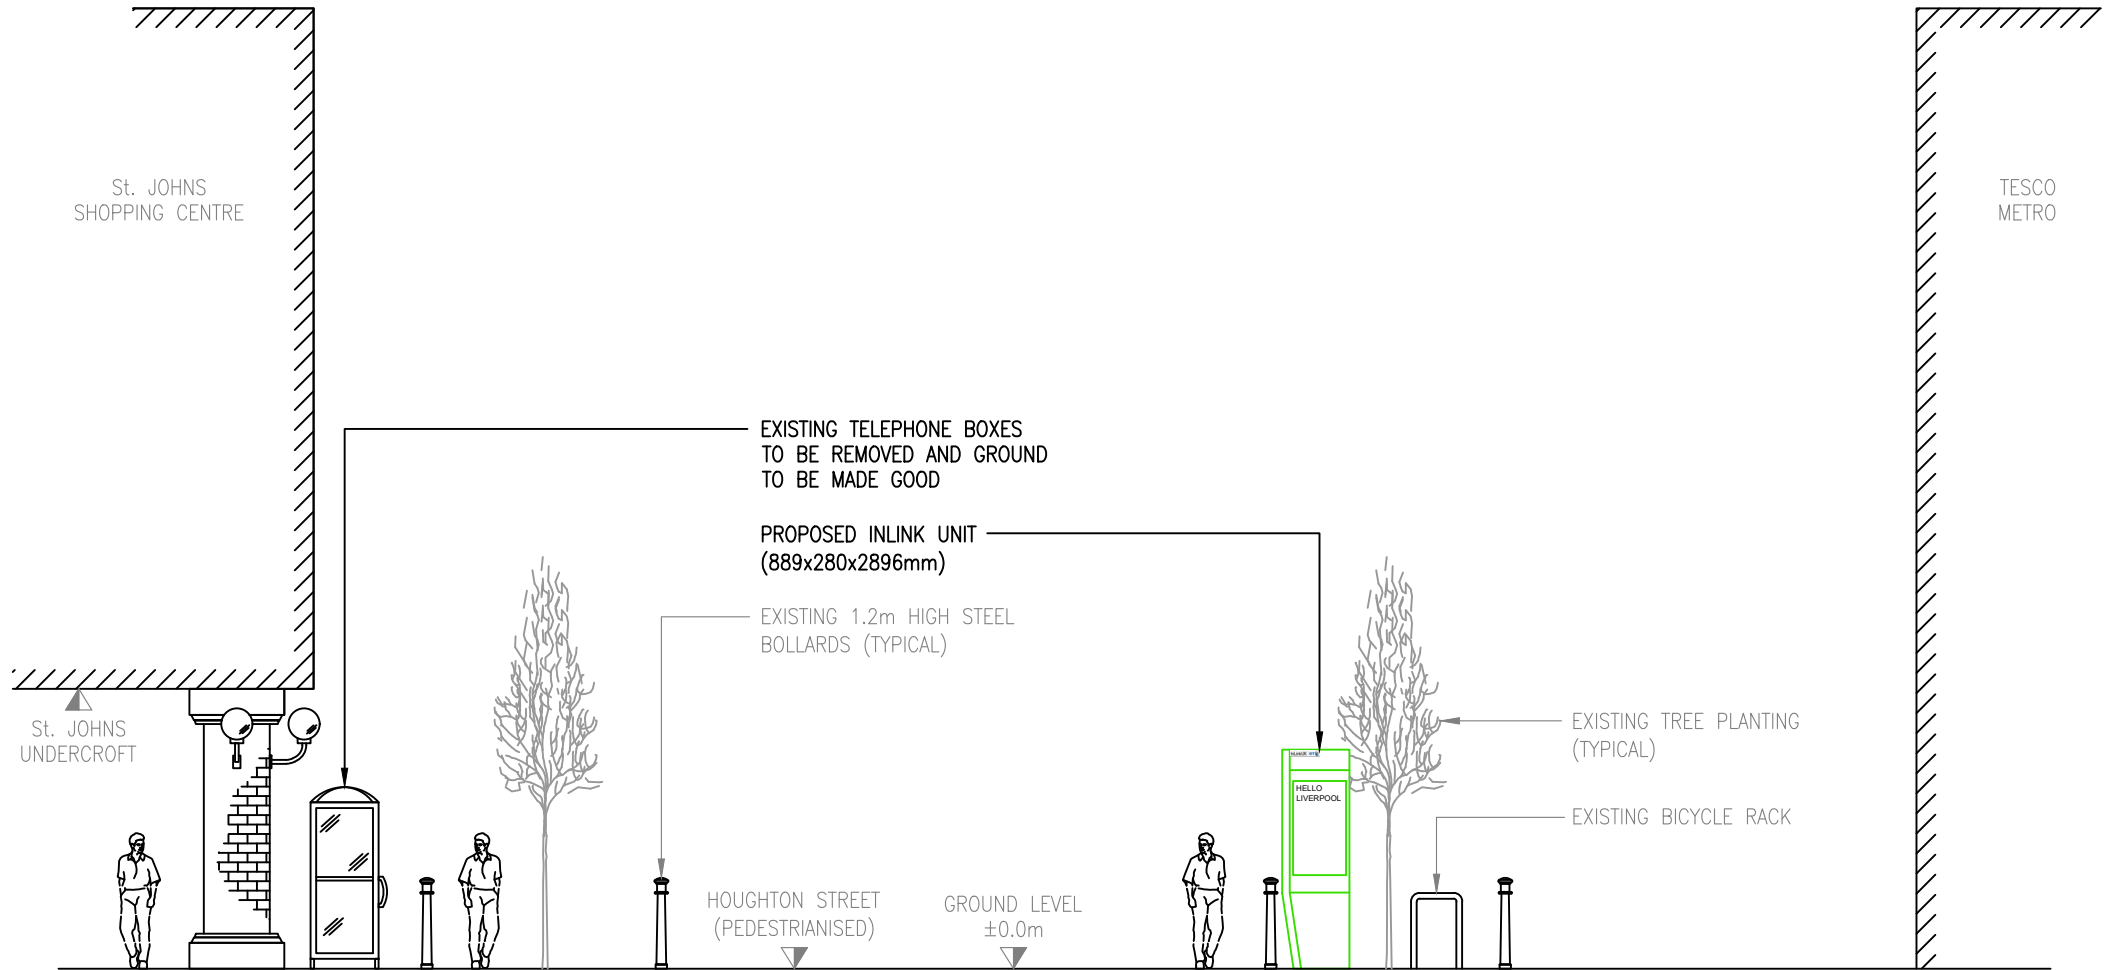 St. JOHNS
SHOPPING CENTRE
TESCO
METRO
EXISTING TELEPHONE BOXES
TO BE REMOVED AND GROUND
TO BE MADE GOOD
PROPOSED INLINK UNIT
(889x280x2896mm)
EXISTING 1.2m HIGH STEEL
BOLLARDS (TYPICAL)
St. JOHNS
UNDERCROFT
EXISTING TREE PLANTING
(TYPICAL)
HELLO
LIVERPOOL
EXISTING BICYCLE RACK
HOUGHTON STREET
(PEDESTRIANISED)
GROUND LEVEL
±0.0m